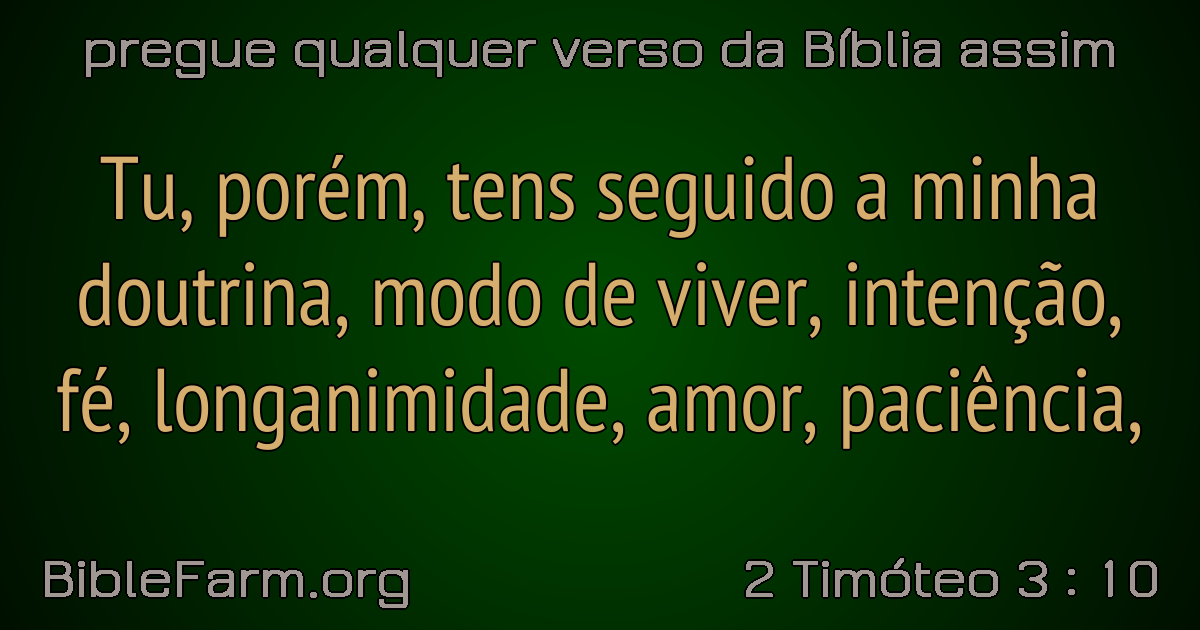 pregue qualquer verso da Bíblia assim
Tu, porém, tens seguido a minha
doutrina, modo de viver, intenção,
fé, longanimidade, amor, paciência,
BibleFarm.org
2 Timóteo 3 : 10